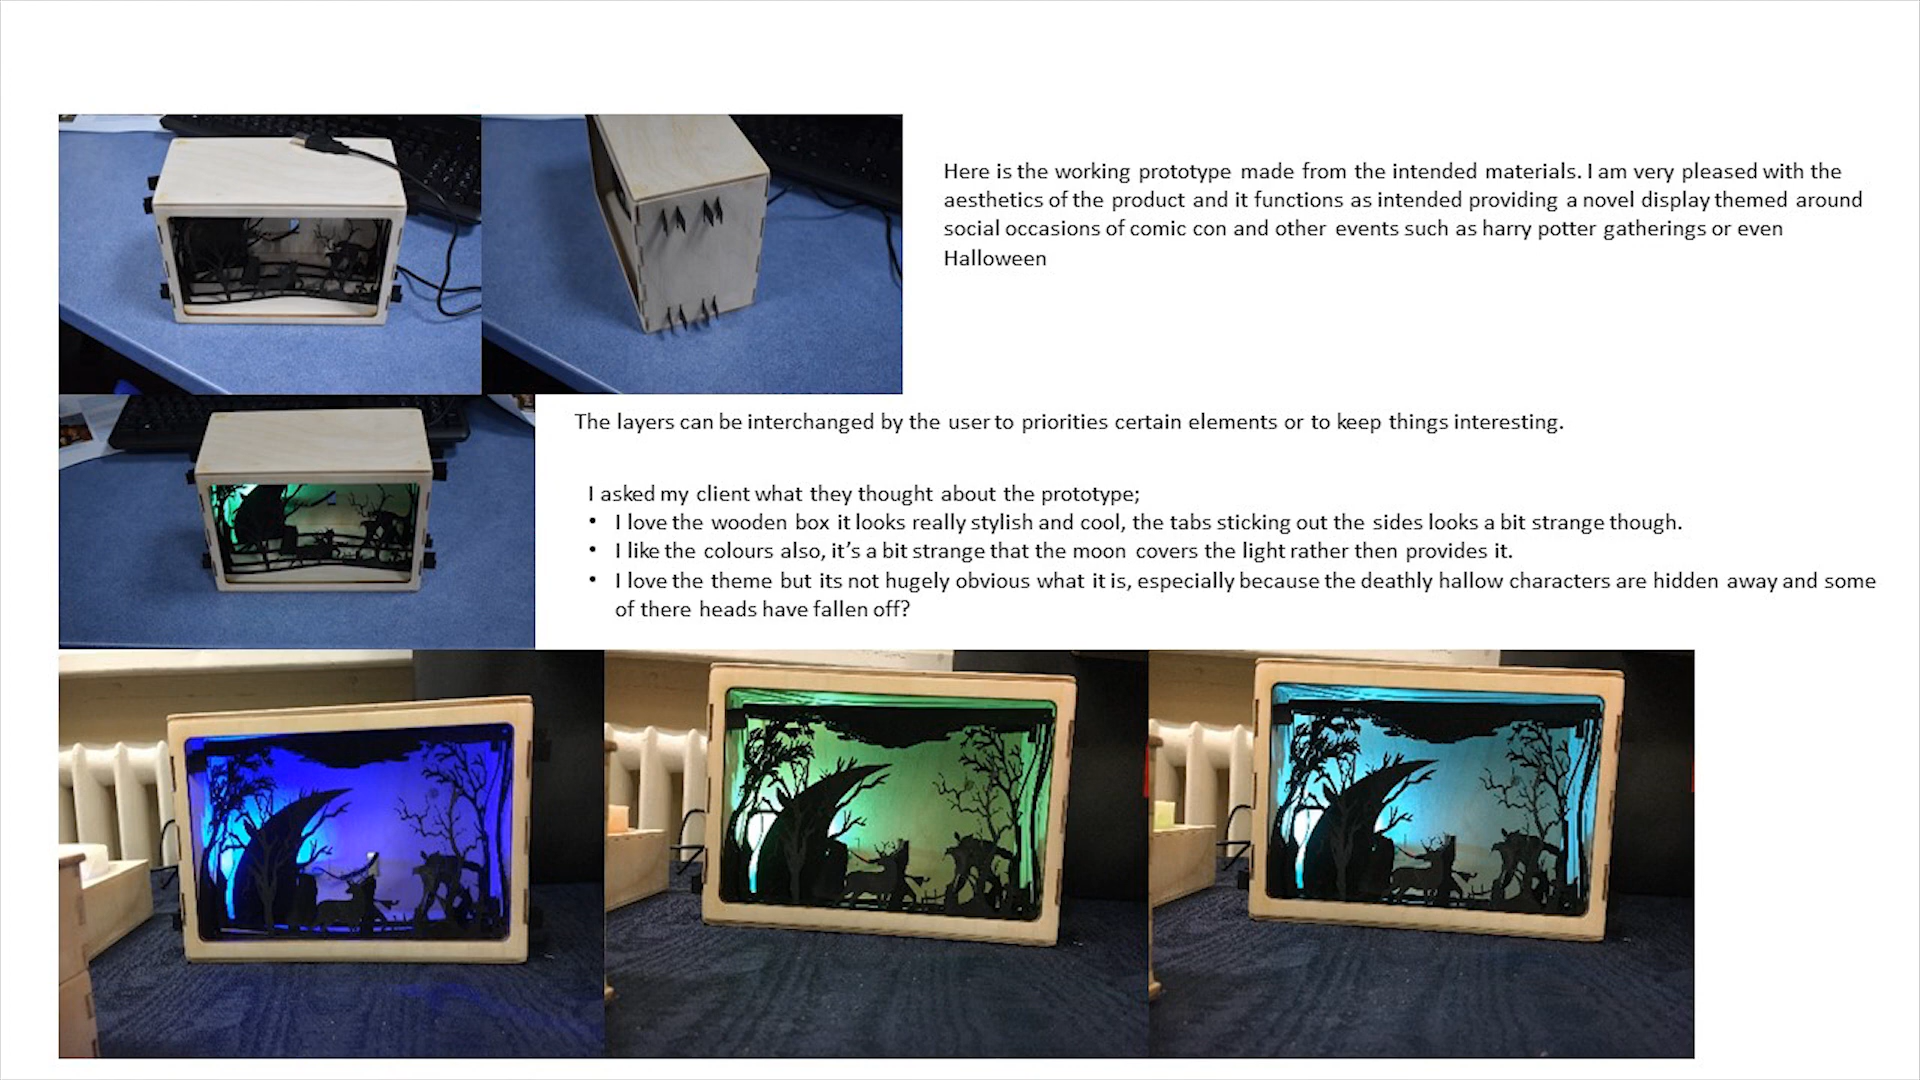 Here is the working prototype made from the intended materials. I am very pleased with the
aesthetics of the product and it functions as intended providing a novel display themed around
social occasions of comic con and other events such as harry potter gatherings or even
Halloween
The layers can be interchanged by the user to priorities certain elements or to keep things interesting.
I asked my client what they thought about the prototype;
• I love the wooden box it looks really stylish and cool, the tabs sticking out the sides looks a bit strange though.
• I like the colours also, it’s a bit strange that the moon covers the light rather then provides it.
• I love the theme but its not hugely obvious what it is, especially because the deathly hallow characters are hidden away and some
of there heads have fallen off?